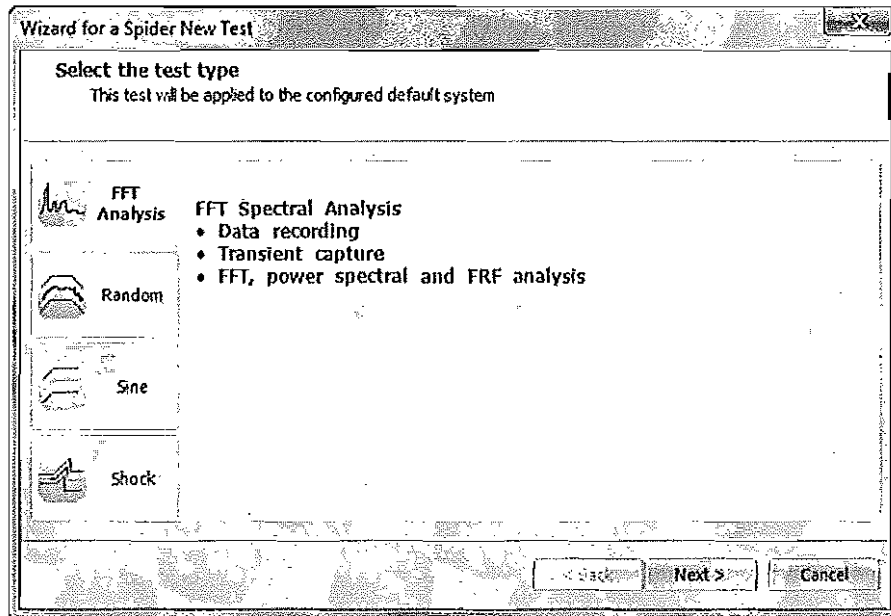 Wizard for a Spider New Test
Select the test type
This test will be applied to the configured default system
FFT
Analysis
FFT Spectral Analysis
• Data recording
• Transient capture
• FFT, power spectral and FRF analysis
Random
Sine
Shock
< Back
Next >
Cancel